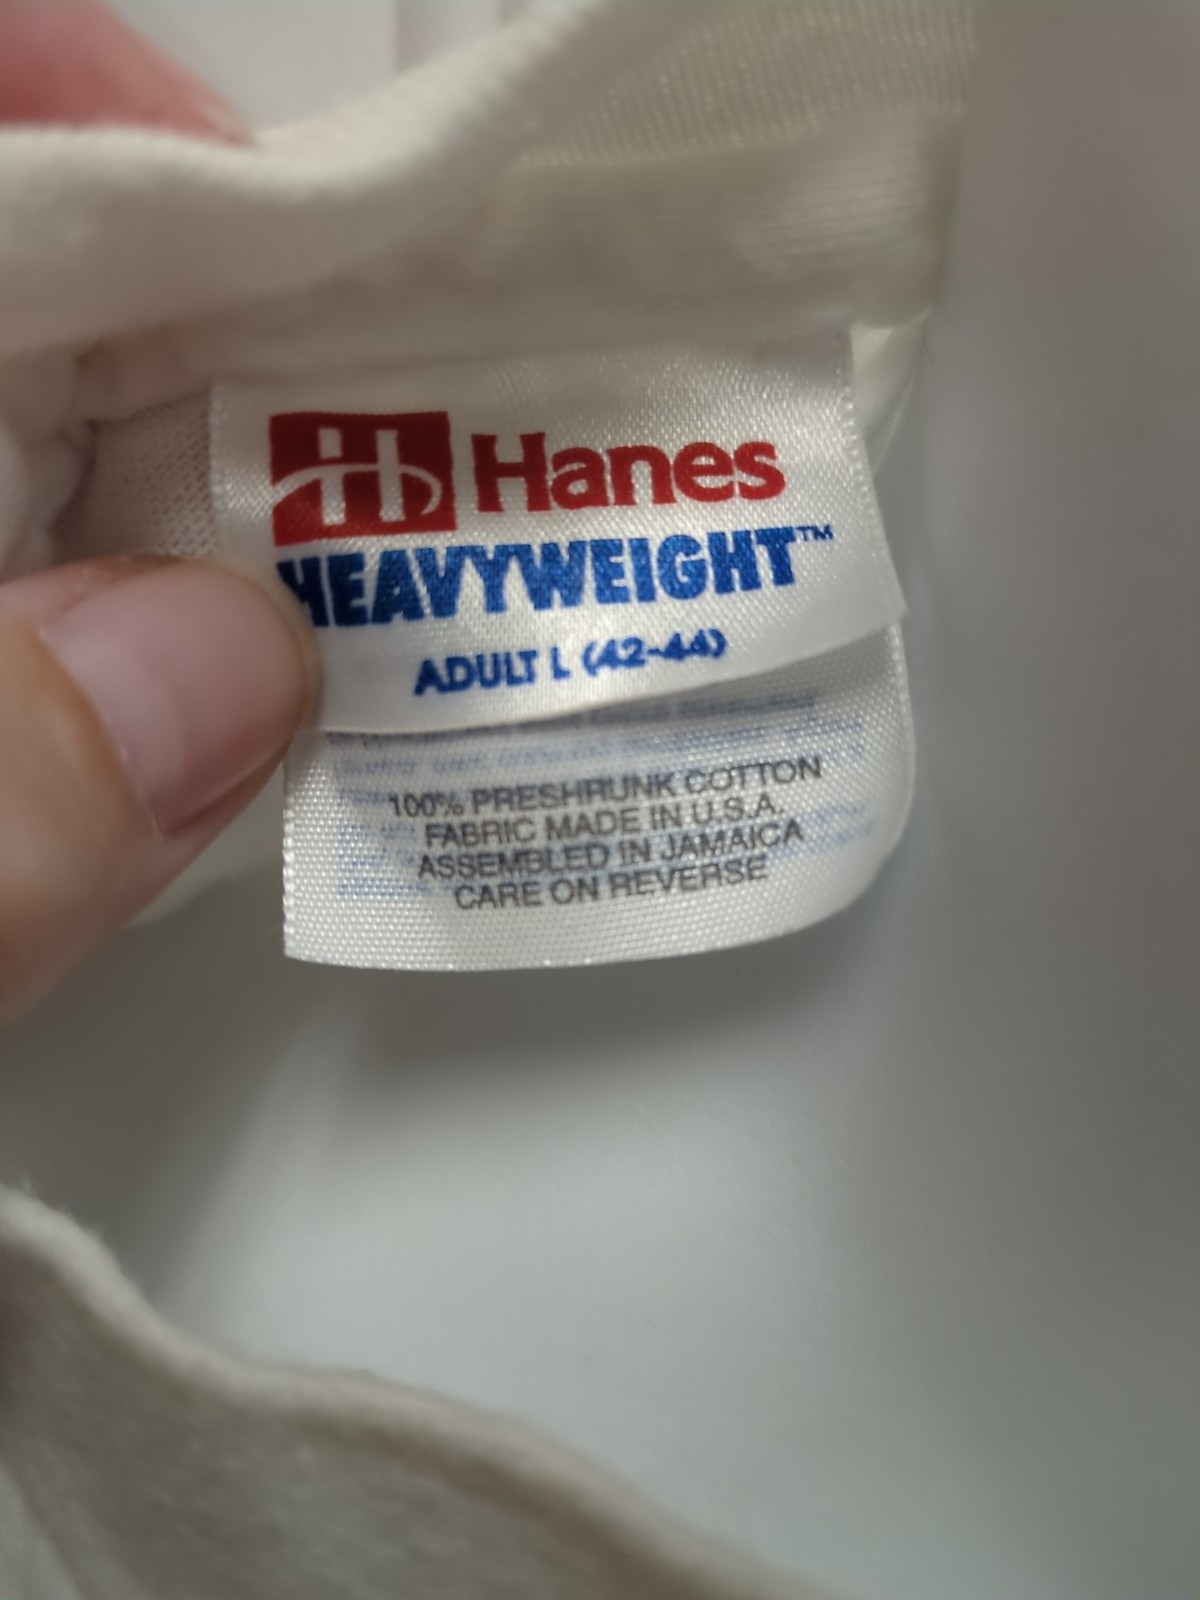 Hanes
HEAVYWEIGHT™
ADULT L (42-44)
100% PRESHRUNK COTTON
FABRIC MADE IN U.S.A.
ASSEMBLED IN JAMAICA
CARE ON REVERSE